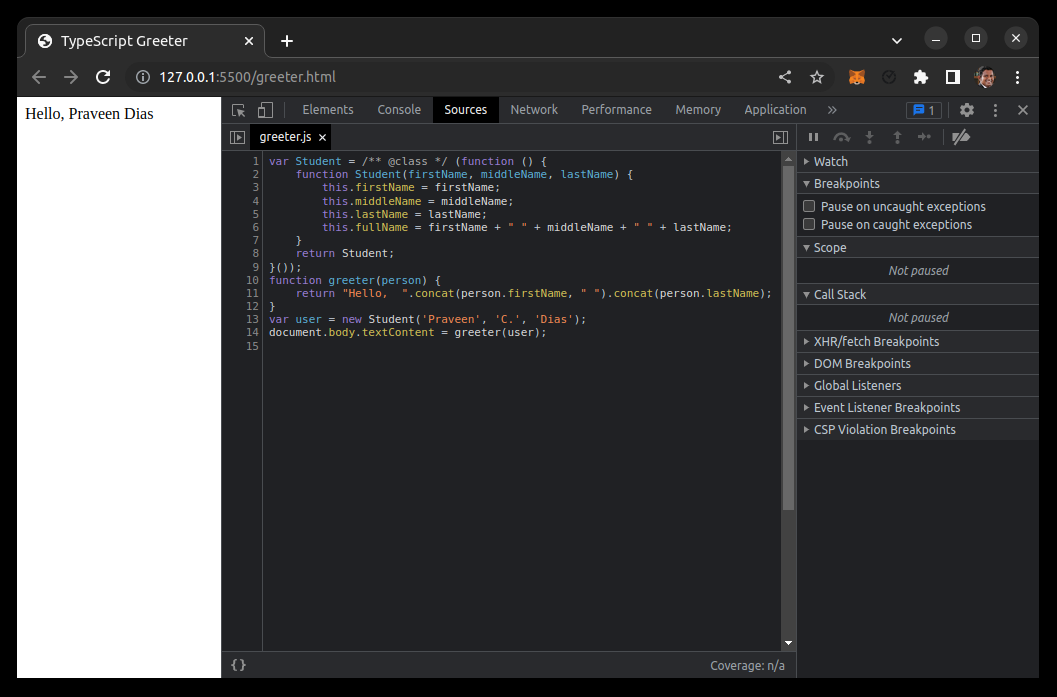 TypeScript Greeter
127.0.0.1:5500/greeter.html
Hello, Praveen Dias
Elements Console Sources Network Performance Memory Application » 1
greeter.js
1 var Student = /** @class */ (function () {
2     function Student(firstName, middleName, lastName) {
3         this.firstName = firstName;
4         this.middleName = middleName;
5         this.lastName = lastName;
6         this.fullName = firstName + " " + middleName + " " + lastName;
7     }
8     return Student;
9 }());
10 function greeter(person) {
11     return "Hello,  ".concat(person.firstName, " ").concat(person.lastName);
12 }
13 var user = new Student('Praveen', 'C.', 'Dias');
14 document.body.textContent = greeter(user);
15
{} Coverage: n/a
Watch
Breakpoints
Pause on uncaught exceptions
Pause on caught exceptions
Scope
Not paused
Call Stack
Not paused
XHR/fetch Breakpoints
DOM Breakpoints
Global Listeners
Event Listener Breakpoints
CSP Violation Breakpoints